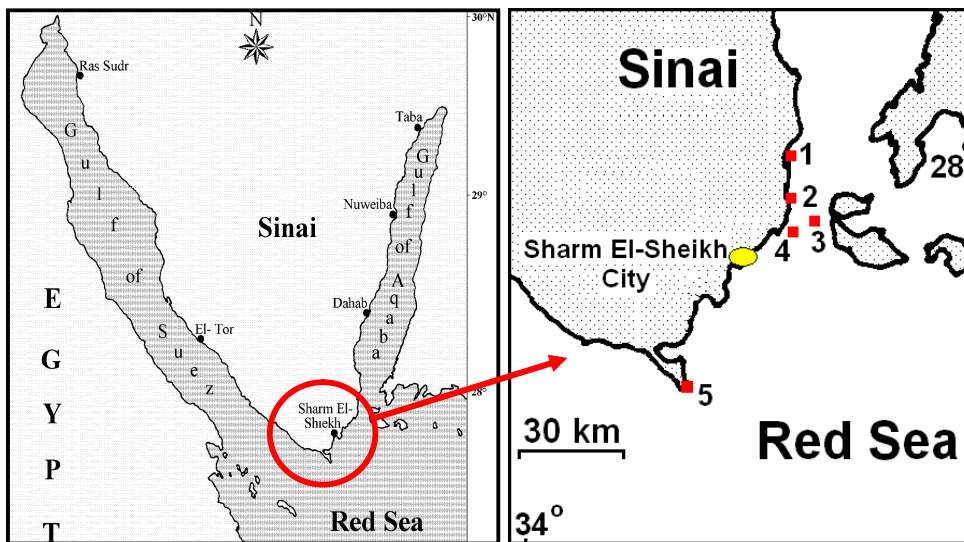 N
30°N
Ras Sudr
Taba
Gulf of Suez
Gulf of Aqaba
29°
Nuweiba
Sinai
Dahab
El- Tor
28°
Sharm El-
Shiekh
EGYPT
Red Sea
Sinai
1
28
2
3
4
Sharm El-Sheikh
City
5
30 km
Red Sea
34°